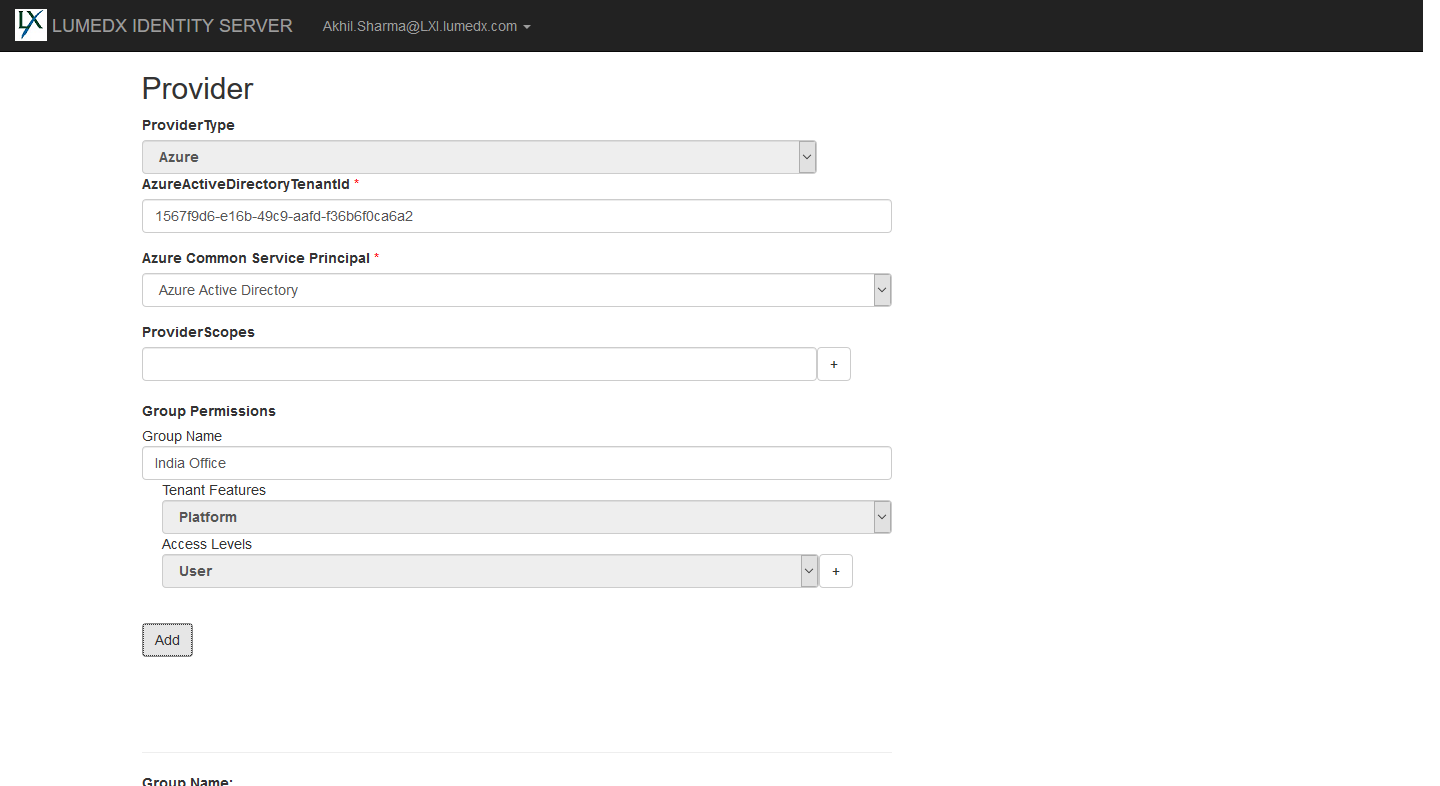 LX LUMEDX IDENTITY SERVER Akhil.Sharma@LXI.lumedx.com
Provider
ProviderType
Azure
AzureActiveDirectoryTenantId *
1567f9d6-e16b-49c9-aafd-f36b6f0ca6a2
Azure Common Service Principal *
Azure Active Directory
ProviderScopes
+
Group Permissions
Group Name
India Office
Tenant Features
Platform
Access Levels
User +
Add
Group Name: